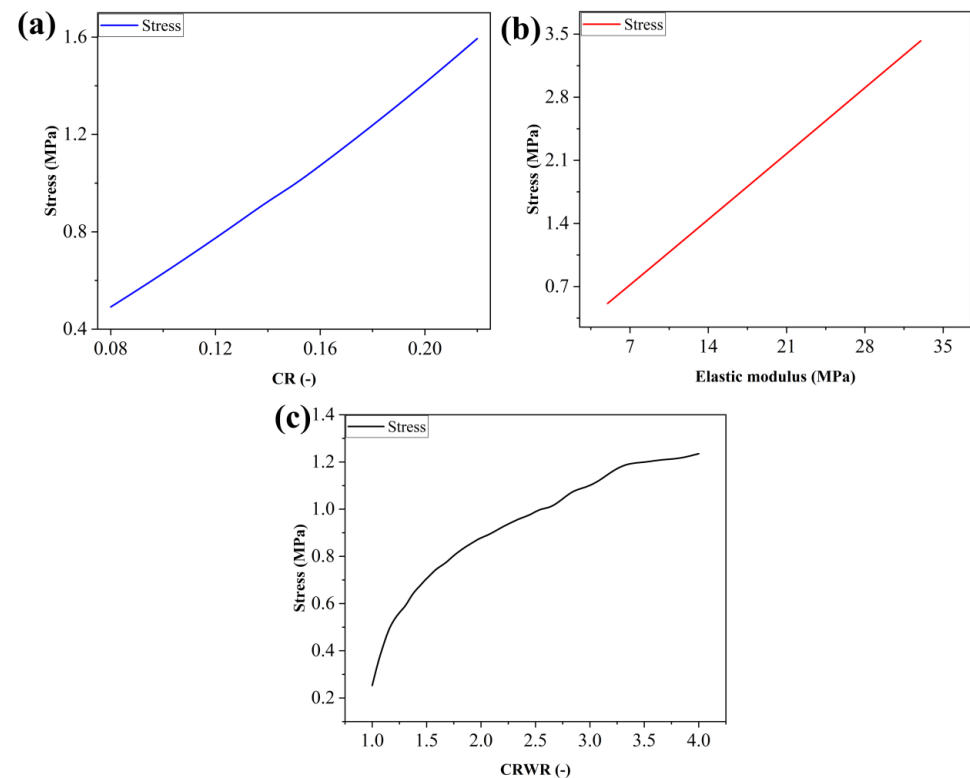 (a)
Stress
1.6
1.2
0.8
0.4
Stress (MPa)
0.08 0.12 0.16 0.20
CR (-)
(b)
Stress
3.5
2.8
2.1
1.4
0.7
Stress (MPa)
7 14 21 28 35
Elastic modulus (MPa)
(c)
Stress
1.4
1.2
1.0
0.8
0.6
0.4
0.2
Stress (MPa)
1.0 1.5 2.0 2.5 3.0 3.5 4.0
CRWR (-)